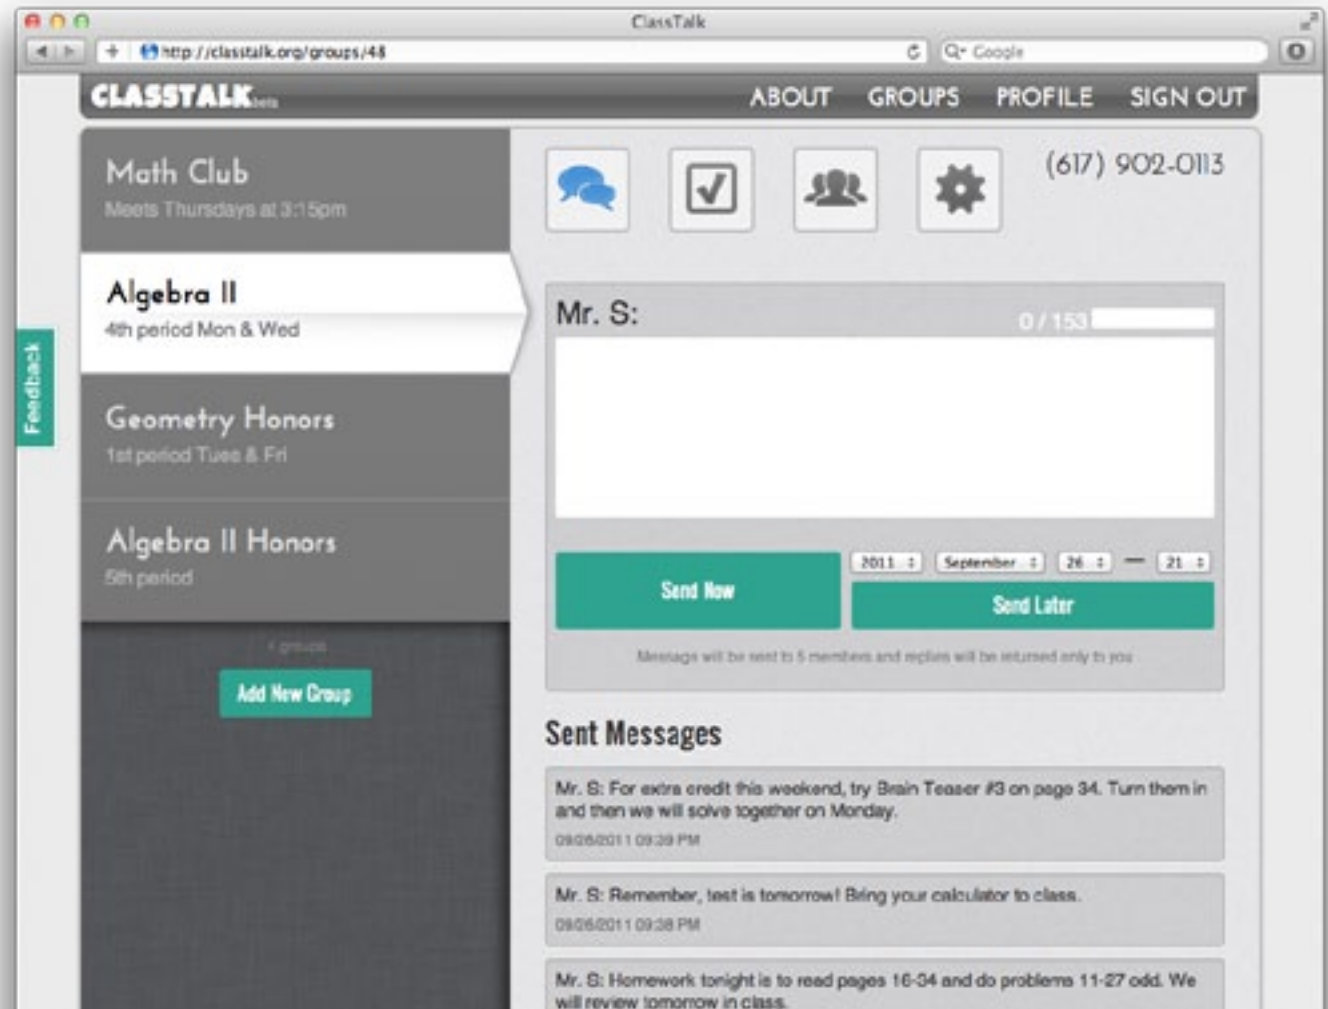 ClassTalk
http://classtalk.org/groups/48
Google
CLASSTALK beta
ABOUT GROUPS PROFILE SIGN OUT
Math Club
Meets Thursdays at 3:15pm
Algebra II
4th period Mon & Wed
Geometry Honors
1st period Tues & Fri
Algebra II Honors
5th period
4 groups
Add New Group
Feedback
(617) 902-0113
Mr. S:
0 / 153
2011 September 26 — 21
Send Now
Send Later
Message will be sent to 5 members and replies will be returned only to you
Sent Messages
Mr. S: For extra credit this weekend, try Brain Teaser #3 on page 34. Turn them in
and then we will solve together on Monday.
09/26/2011 09:39 PM
Mr. S: Remember, test is tomorrow! Bring your calculator to class.
09/26/2011 09:38 PM
Mr. S: Homework tonight is to read pages 16-34 and do problems 11-27 odd. We
will review tomorrow in class.